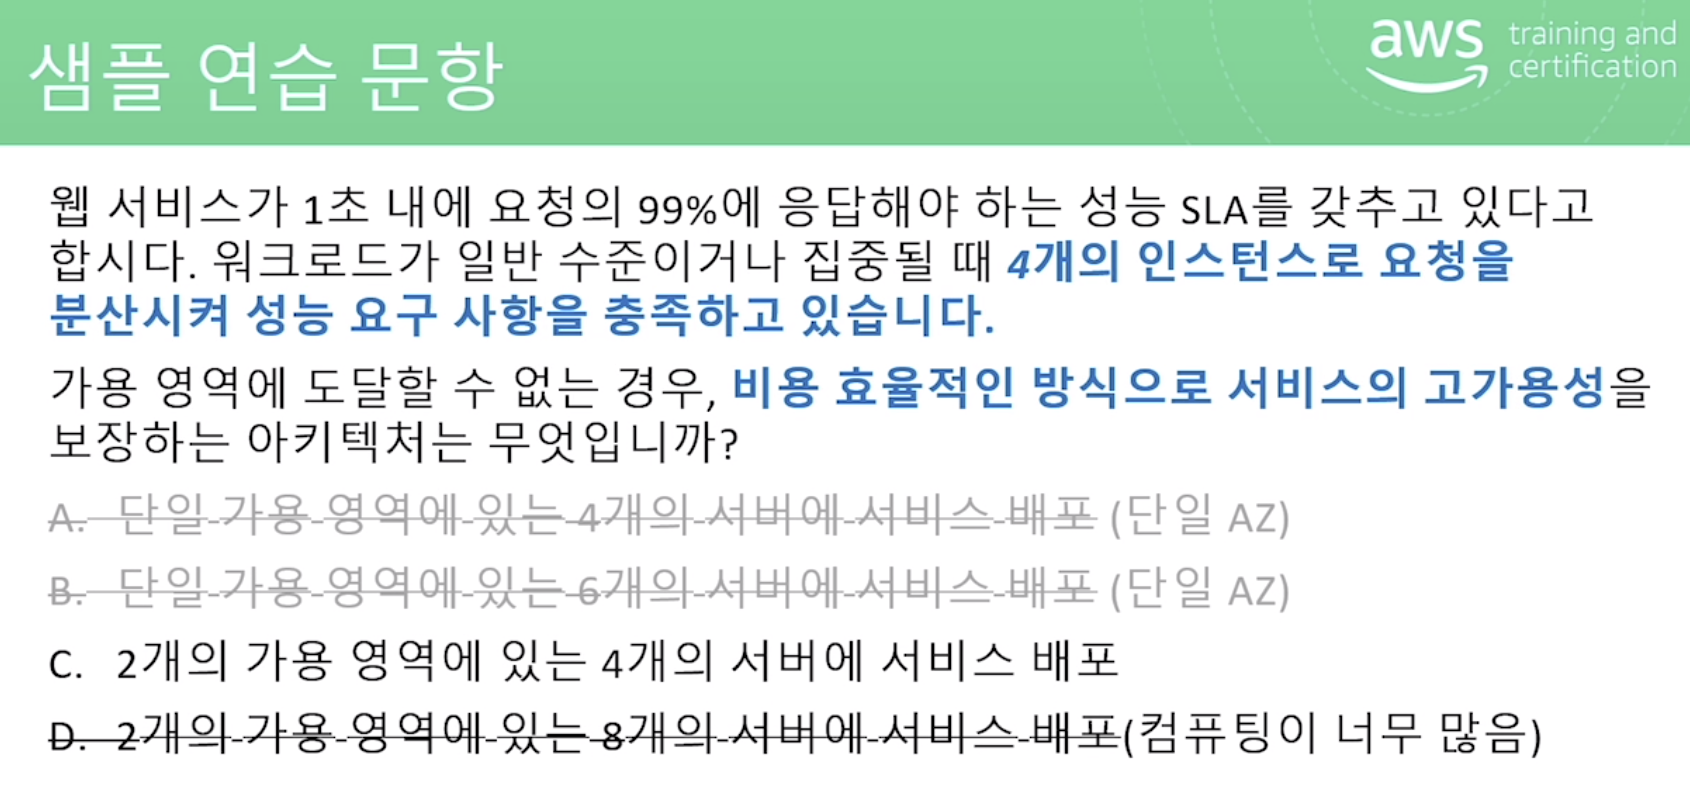 샘플 연습 문항
aws training and certification
웹 서비스가 1초 내에 요청의 99%에 응답해야 하는 성능 SLA를 갖추고 있다고
합시다. 워크로드가 일반 수준이거나 집중될 때 4개의 인스턴스로 요청을
분산시켜 성능 요구 사항을 충족하고 있습니다.
가용 영역에 도달할 수 없는 경우, 비용 효율적인 방식으로 서비스의 고가용성을
보장하는 아키텍처는 무엇입니까?
A. 단일 가용 영역에 있는 4개의 서버에 서비스 배포 (단일 AZ)
B. 단일 가용 영역에 있는 6개의 서버에 서비스 배포 (단일 AZ)
C. 2개의 가용 영역에 있는 4개의 서버에 서비스 배포
D. 2개의 가용 영역에 있는 8개의 서버에 서비스 배포(컴퓨팅이 너무 많음)